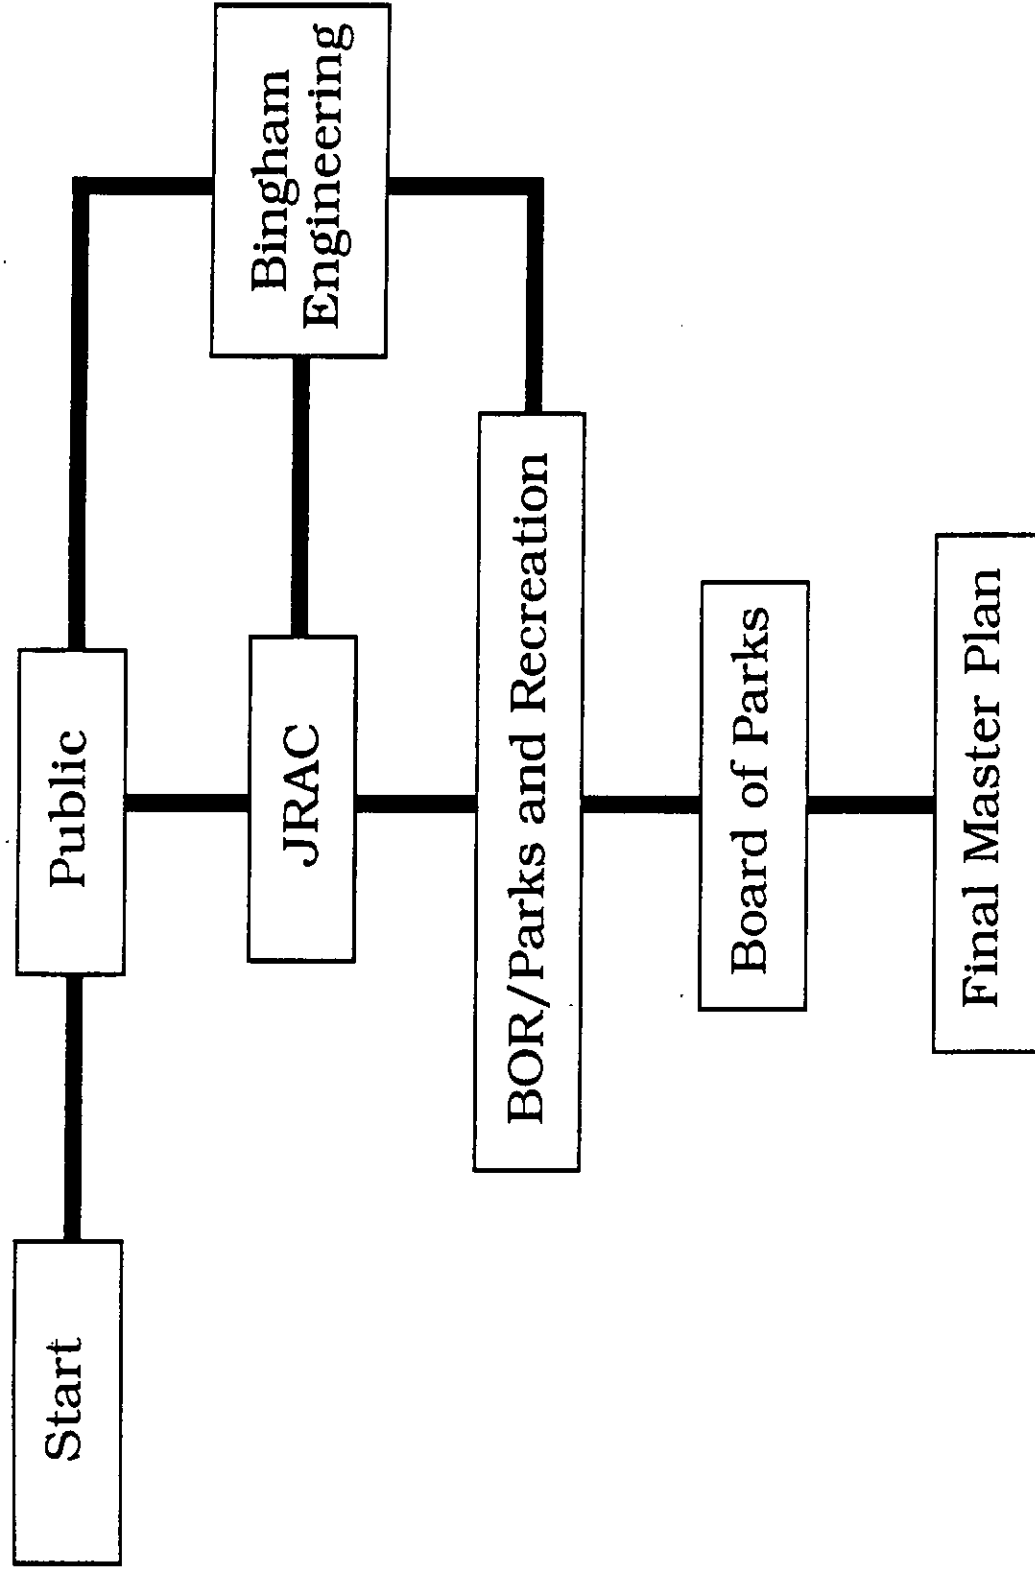 Start
Public
JRAC
Bingham
Engineering
BOR/Parks and Recreation
Board of Parks
Final Master Plan